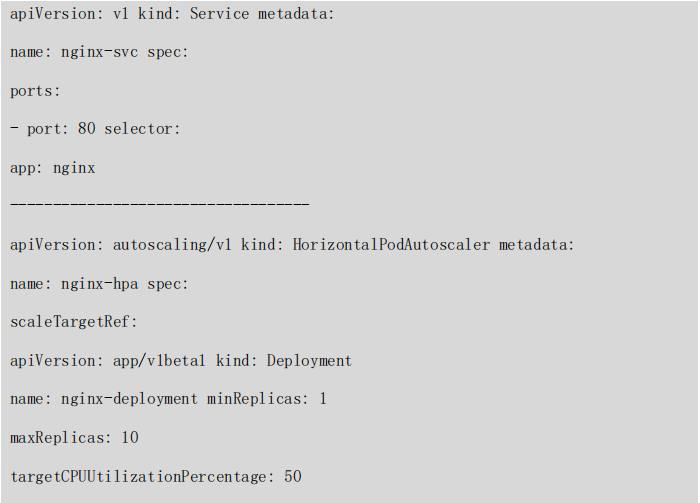 apiVersion: v1 kind: Service metadata:
name: nginx-svc spec:
ports:
- port: 80 selector:
app: nginx
-----------------------------------
apiVersion: autoscaling/v1 kind: HorizontalPodAutoscaler metadata:
name: nginx-hpa spec:
scaleTargetRef:
apiVersion: app/v1beta1 kind: Deployment
name: nginx-deployment minReplicas: 1
maxReplicas: 10
targetCPUUtilizationPercentage: 50